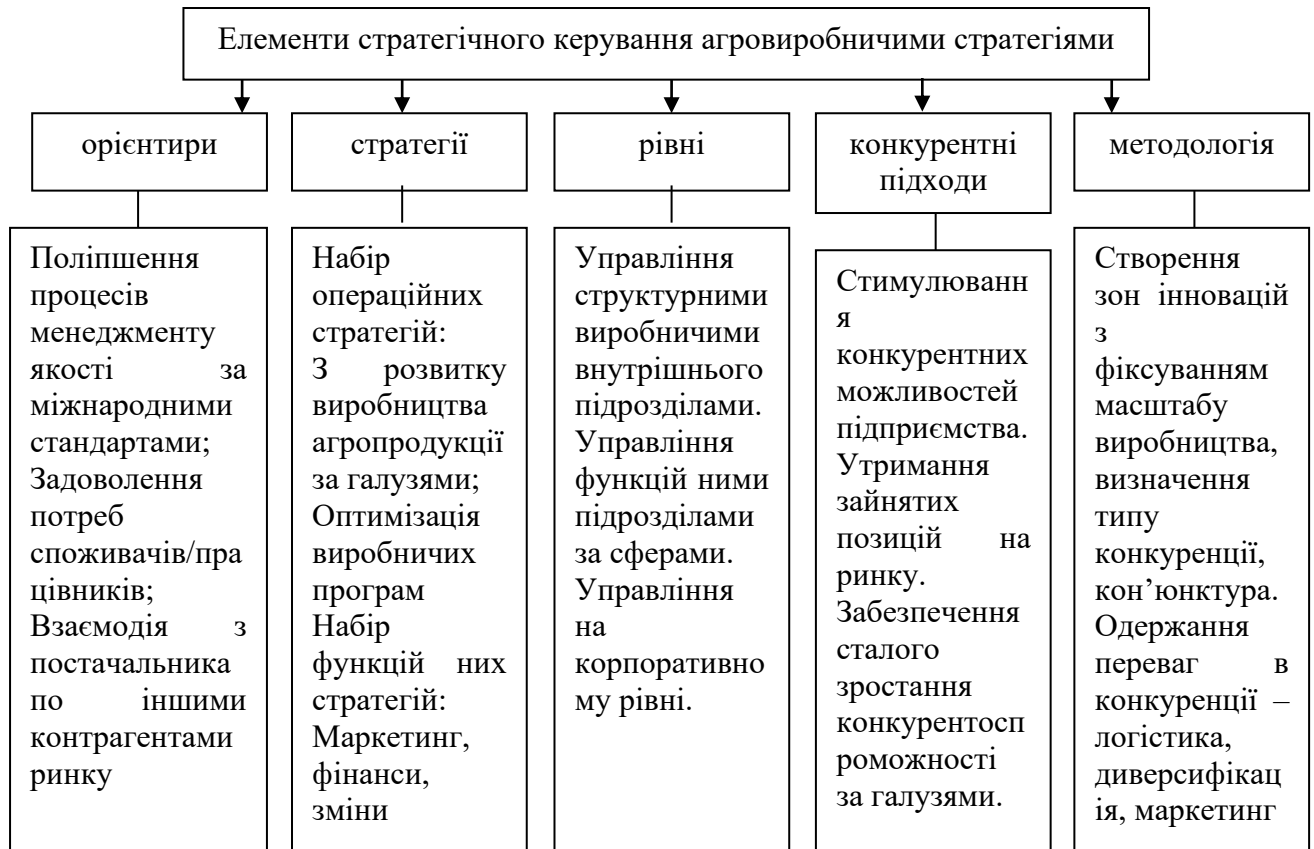 Елементи стратегічного керування агровиробничими стратегіями
орієнтири
стратегії
рівні
конкурентні
підходи
методологія
Поліпшення
процесів
менеджменту
якості за
міжнародними
стандартами;
Задоволення
потреб
споживачів/пра
цівників;
Взаємодія з
постачальника
по іншими
контрагентами
ринку
Набір
операційних
стратегій:
З розвитку
виробництва
агропродукції
за галузями;
Оптимізація
виробничих
програм
Набір
функцій них
стратегій:
Маркетинг,
фінанси,
зміни
Управління
структурними
виробничими
внутрішнього
підрозділами.
Управління
функцій ними
підрозділами
за сферами.
Управління
на
корпоративно
му рівні.
Стимулюванн
я
конкурентних
можливостей
підприємства.
Утримання
зайнятих
позицій на
ринку.
Забезпечення
сталого
зростання
конкурентосп
роможності
за галузями.
Створення
зон інновацій
з
фіксуванням
масштабу
виробництва,
визначення
типу
конкуренції,
кон’юнктура.
Одержання
переваг в
конкуренції –
логістика,
диверсифікац
ія, маркетинг